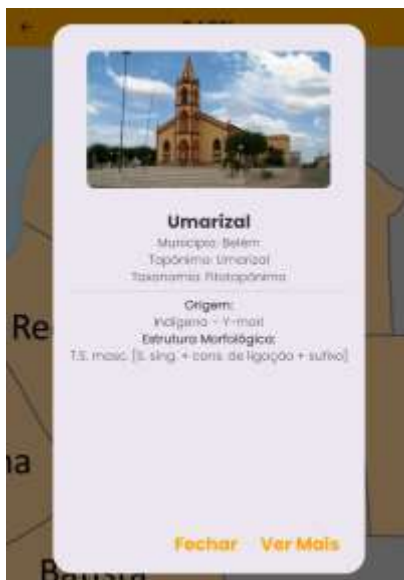 Umarizal
Município: Belém
Topônimo: Umarizal
Taxonomia: Fitotopônimo
Origem:
Indígena - Y-mari
Estrutura Morfológica:
T.S. masc. [S. sing. + cons. de ligação + sufixo]
Re
na
Batista
Fechar Ver Mais